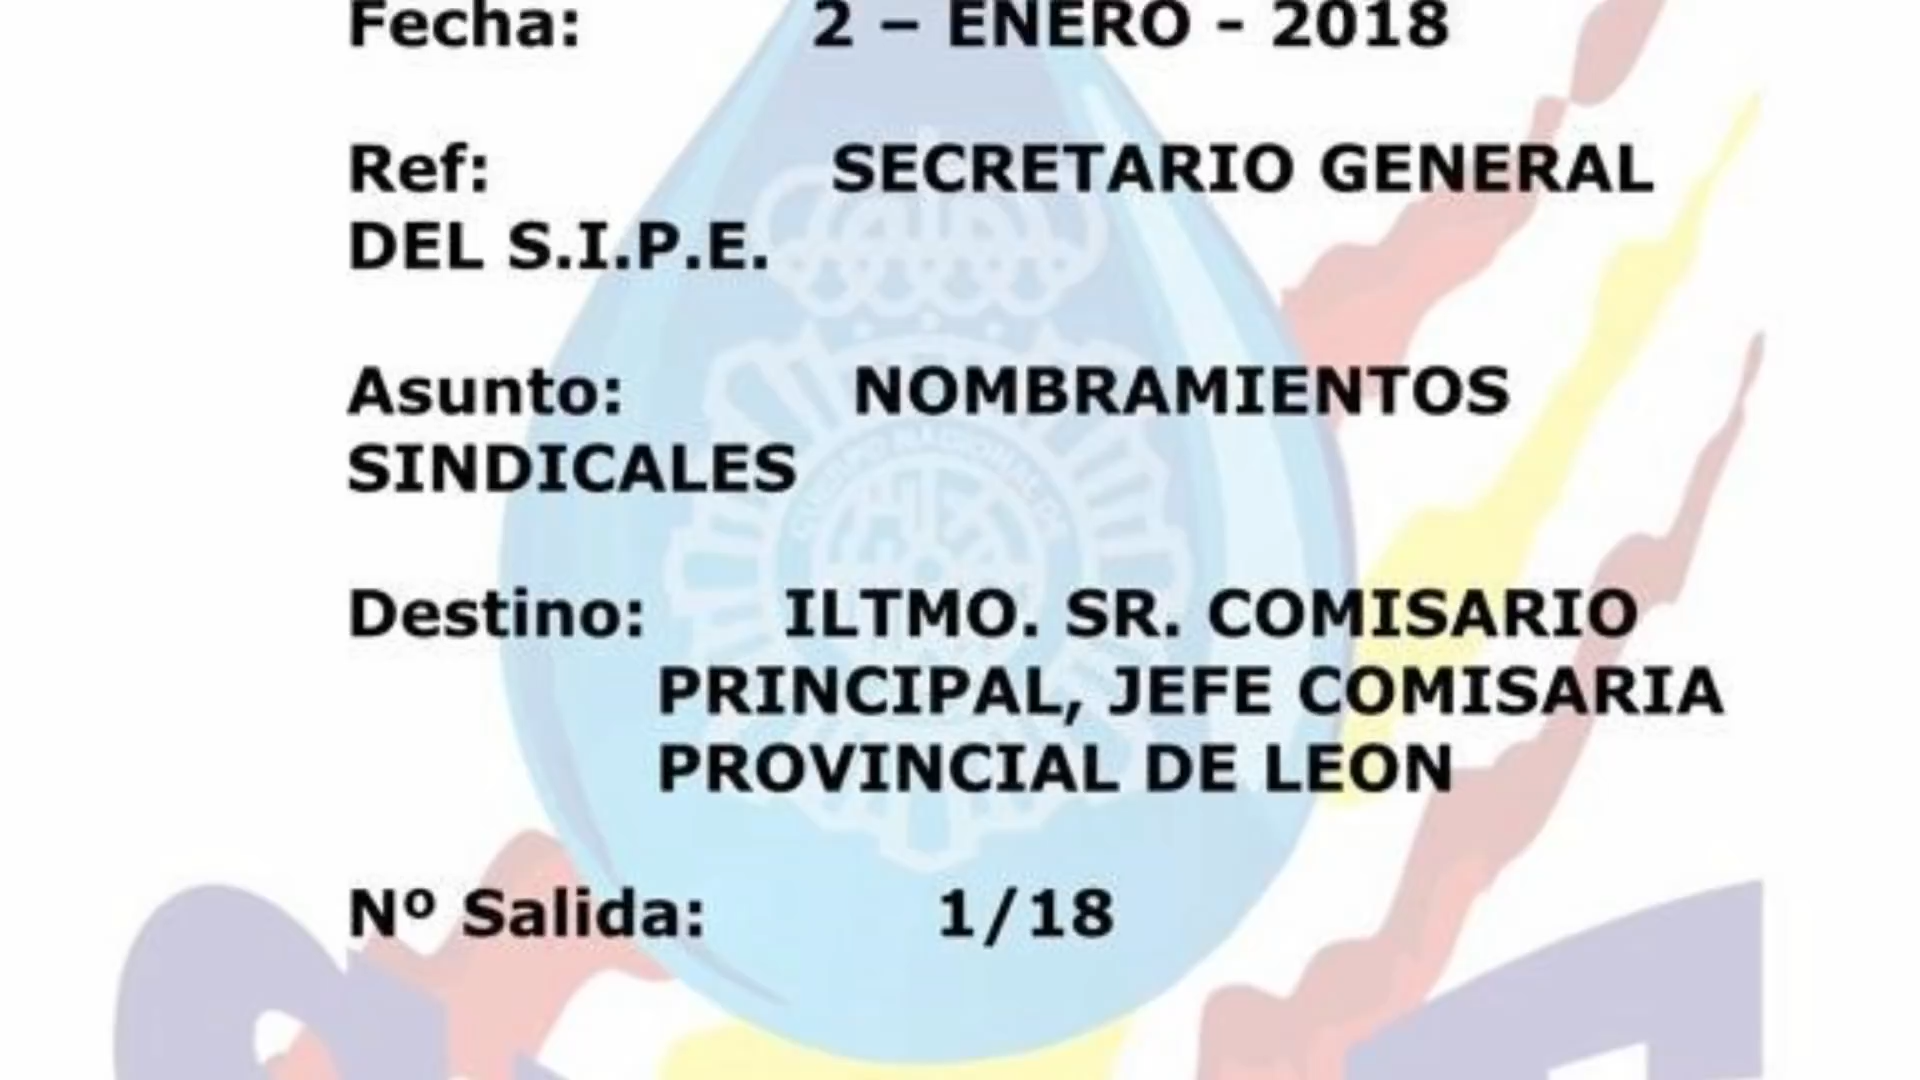 Fecha: 2 – ENERO - 2018
Ref: SECRETARIO GENERAL
DEL S.I.P.E.
Asunto: NOMBRAMIENTOS
SINDICALES
Destino: ILTMO. SR. COMISARIO
PRINCIPAL, JEFE COMISARIA
PROVINCIAL DE LEON
Nº Salida: 1/18